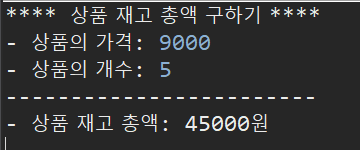 **** 상품 재고 총액 구하기 ****
- 상품의 가격: 9000
- 상품의 개수: 5
-------------------------
- 상품 재고 총액: 45000원